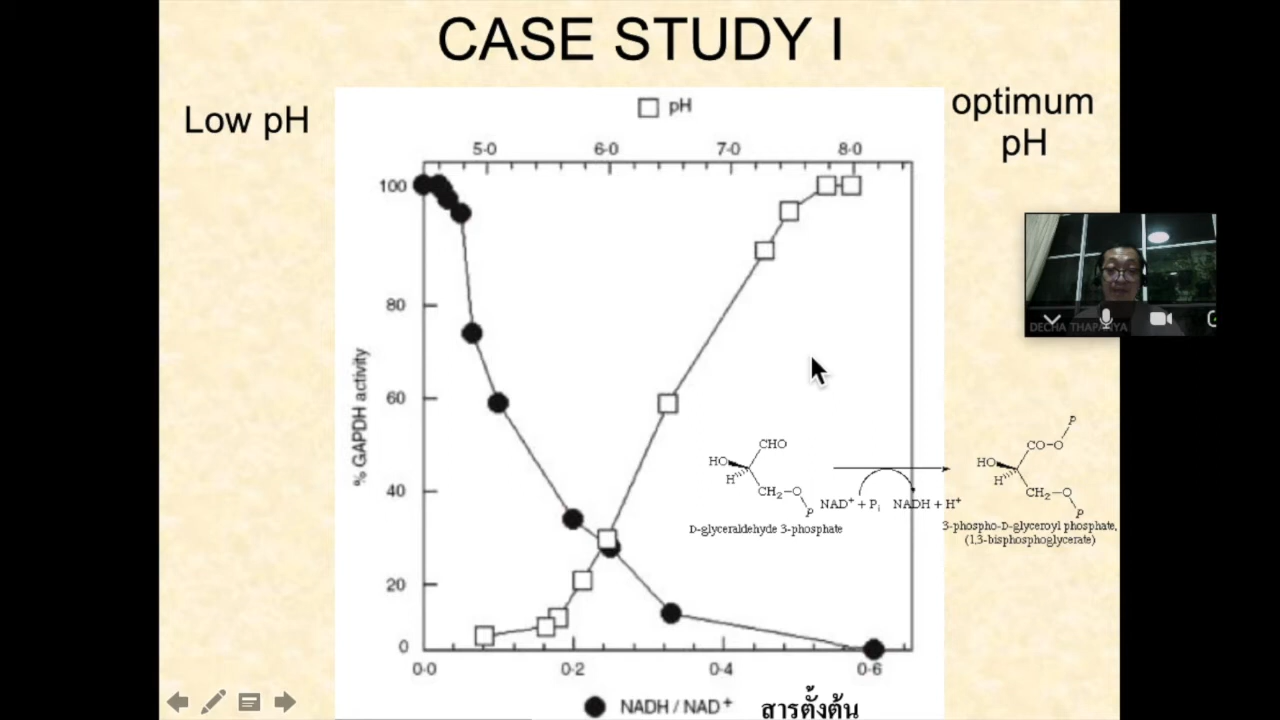 CASE STUDY I
Low pH
optimum
pH
pH
5·0 6·0 7·0 8·0
100
80
60
40
20
0
% GAPDH activity
0·0 0·2 0·4 0·6
NADH / NAD⁺
สารตั้งต้น
DECHA THAPANYA
CHO
HO
H
CH₂–O
P
D-glyceraldehyde 3-phosphate
NAD⁺ + Pᵢ NADH + H⁺
P
CO–O
HO
H
CH₂–O
P
3-phospho-D-glyceroyl phosphate,
(1,3-bisphosphoglycerate)